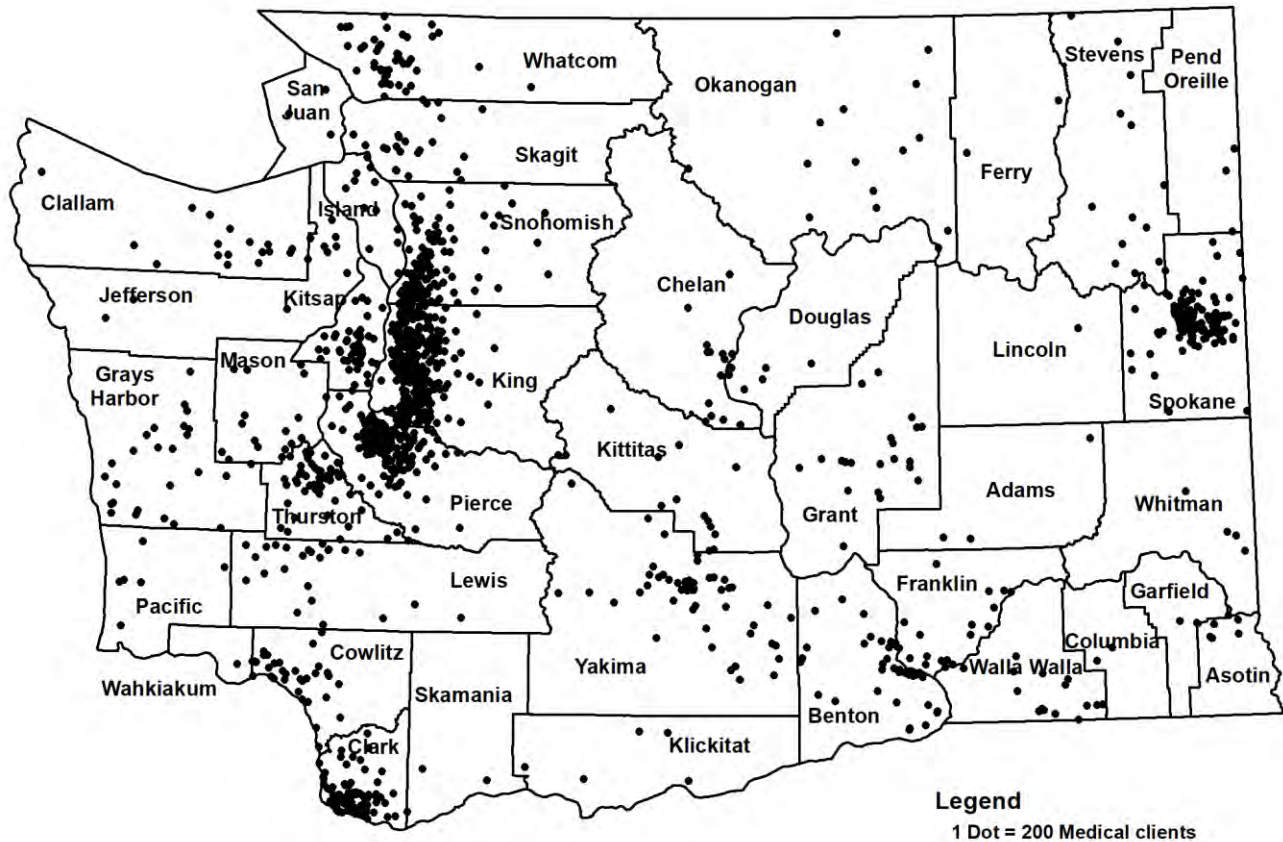 Whatcom
San
Juan
Okanogan
Stevens
Pend
Oreille
Skagit
Ferry
Clallam
Island
Snohomish
Jefferson
Kitsap
Chelan
Douglas
Lincoln
Mason
Grays
Harbor
King
Spokane
Kittitas
Adams
Whitman
Pierce
Thurston
Grant
Lewis
Franklin
Garfield
Pacific
Columbia
Cowlitz
Yakima
Walla Walla
Asotin
Wahkiakum
Skamania
Benton
Clark
Klickitat
Legend
1 Dot = 200 Medical clients